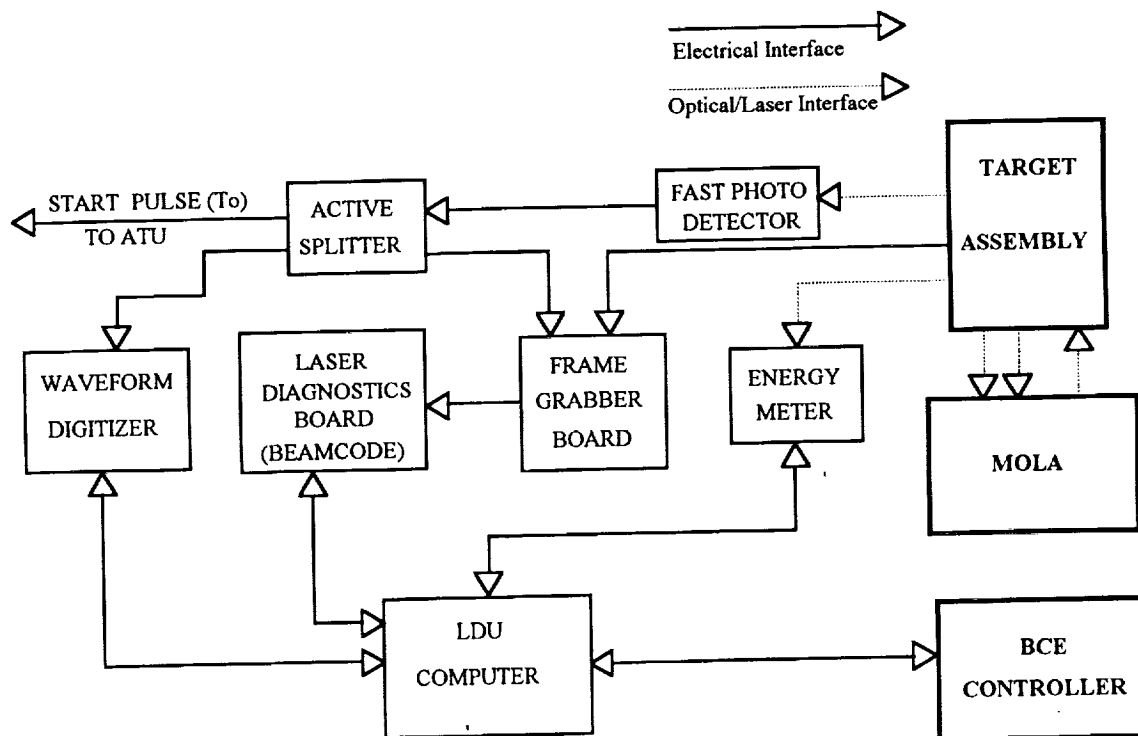 Electrical Interface
Optical/Laser Interface
TARGET
ASSEMBLY
FAST PHOTO
DETECTOR
START PULSE (To)
TO ATU
ACTIVE
SPLITTER
WAVEFORM
DIGITIZER
LASER
DIAGNOSTICS
BOARD
(BEAMCODE)
FRAME
GRABBER
BOARD
ENERGY
METER
MOLA
LDU
COMPUTER
BCE
CONTROLLER